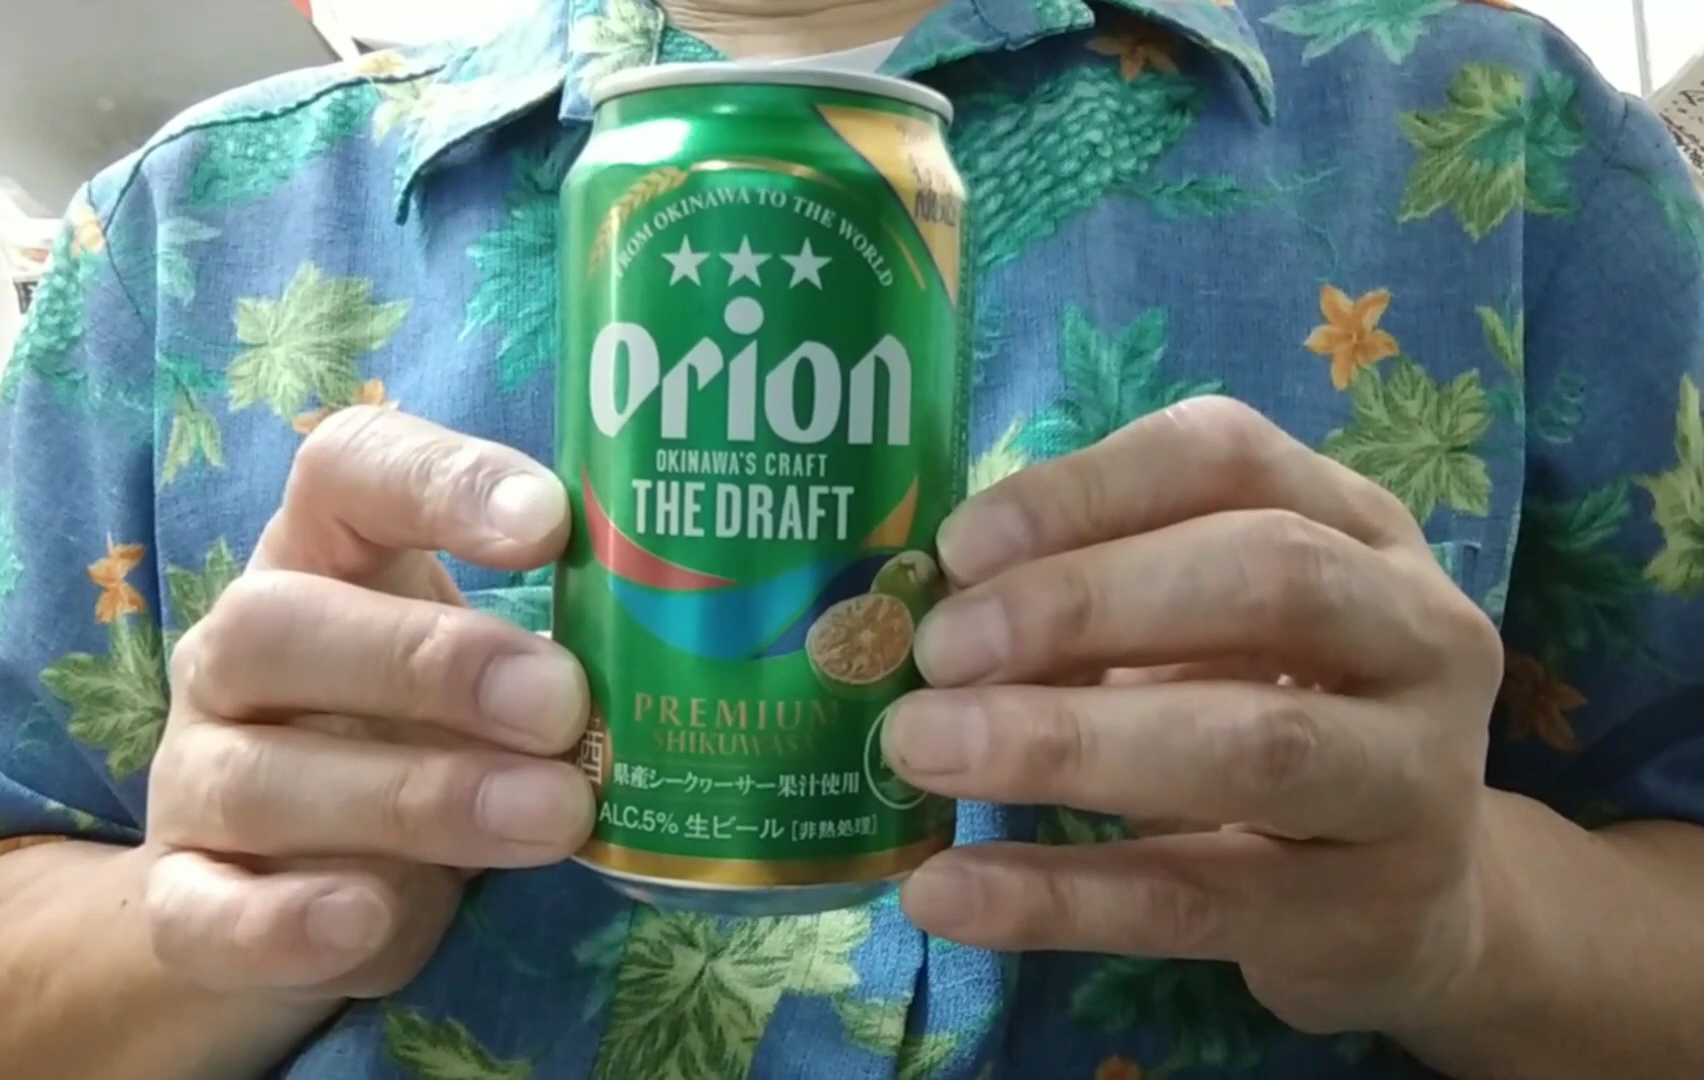 FROM OKINAWA TO THE WORLD
orion
OKINAWA'S CRAFT
THE DRAFT
PREMIUM
県産シークヮーサー果汁使用
ALC.5% 生ビール [非熱処理]
酒